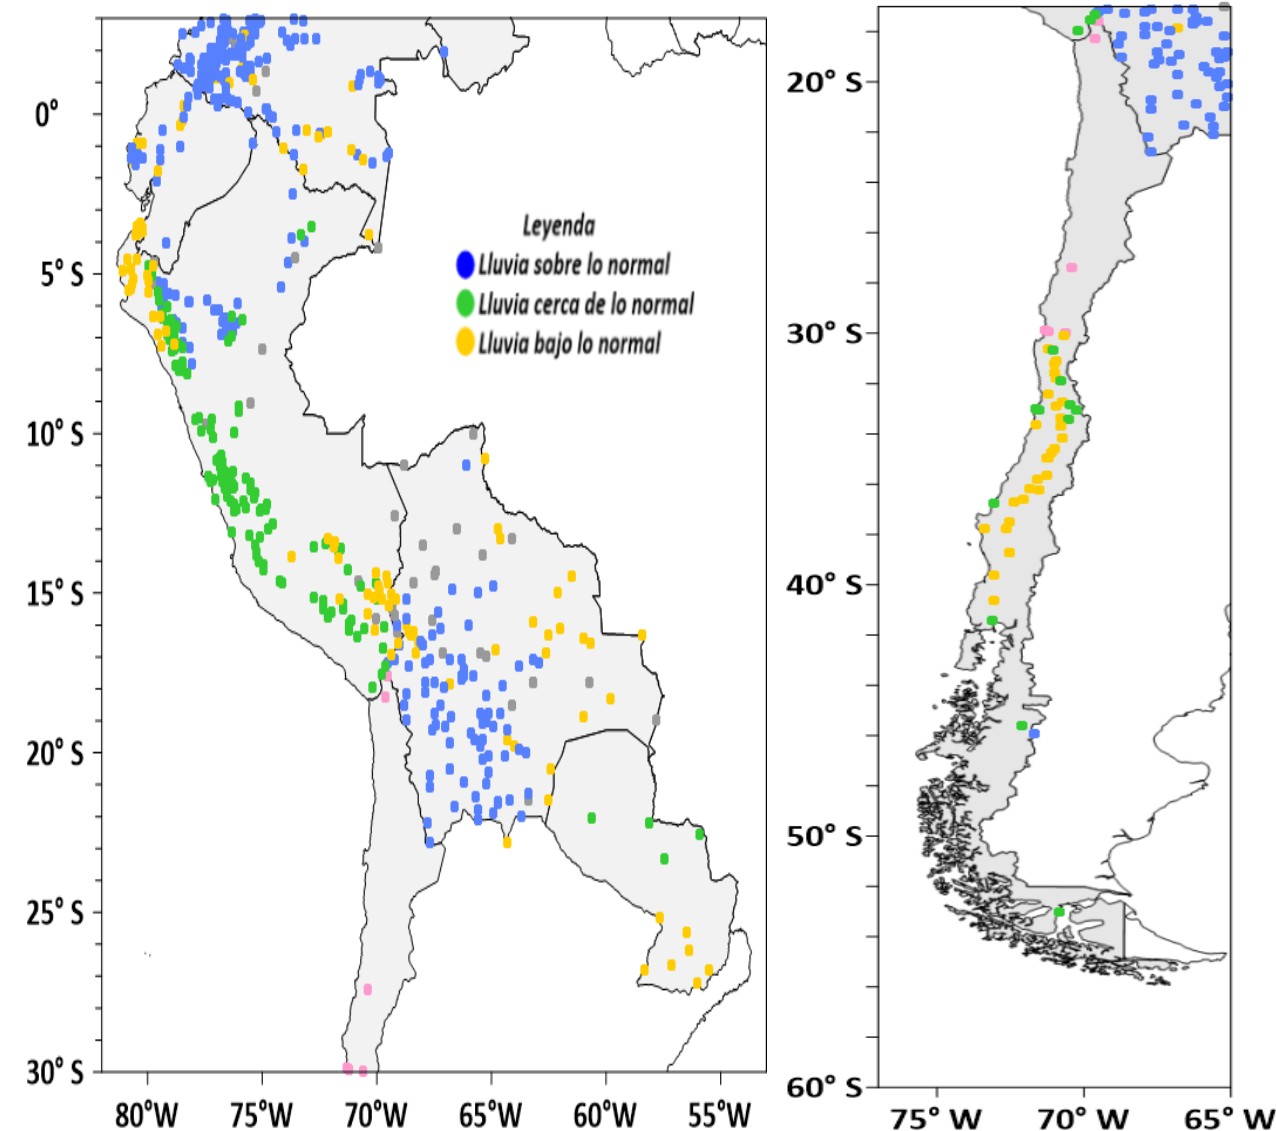 0°
5° S
10° S
15° S
20° S
25° S
30° S
80°W
75°W
70°W
65°W
60°W
55°W
Leyenda
Lluvia sobre lo normal
Lluvia cerca de lo normal
Lluvia bajo lo normal
20° S
30° S
40° S
50° S
60° S
75° W
70° W
65° W